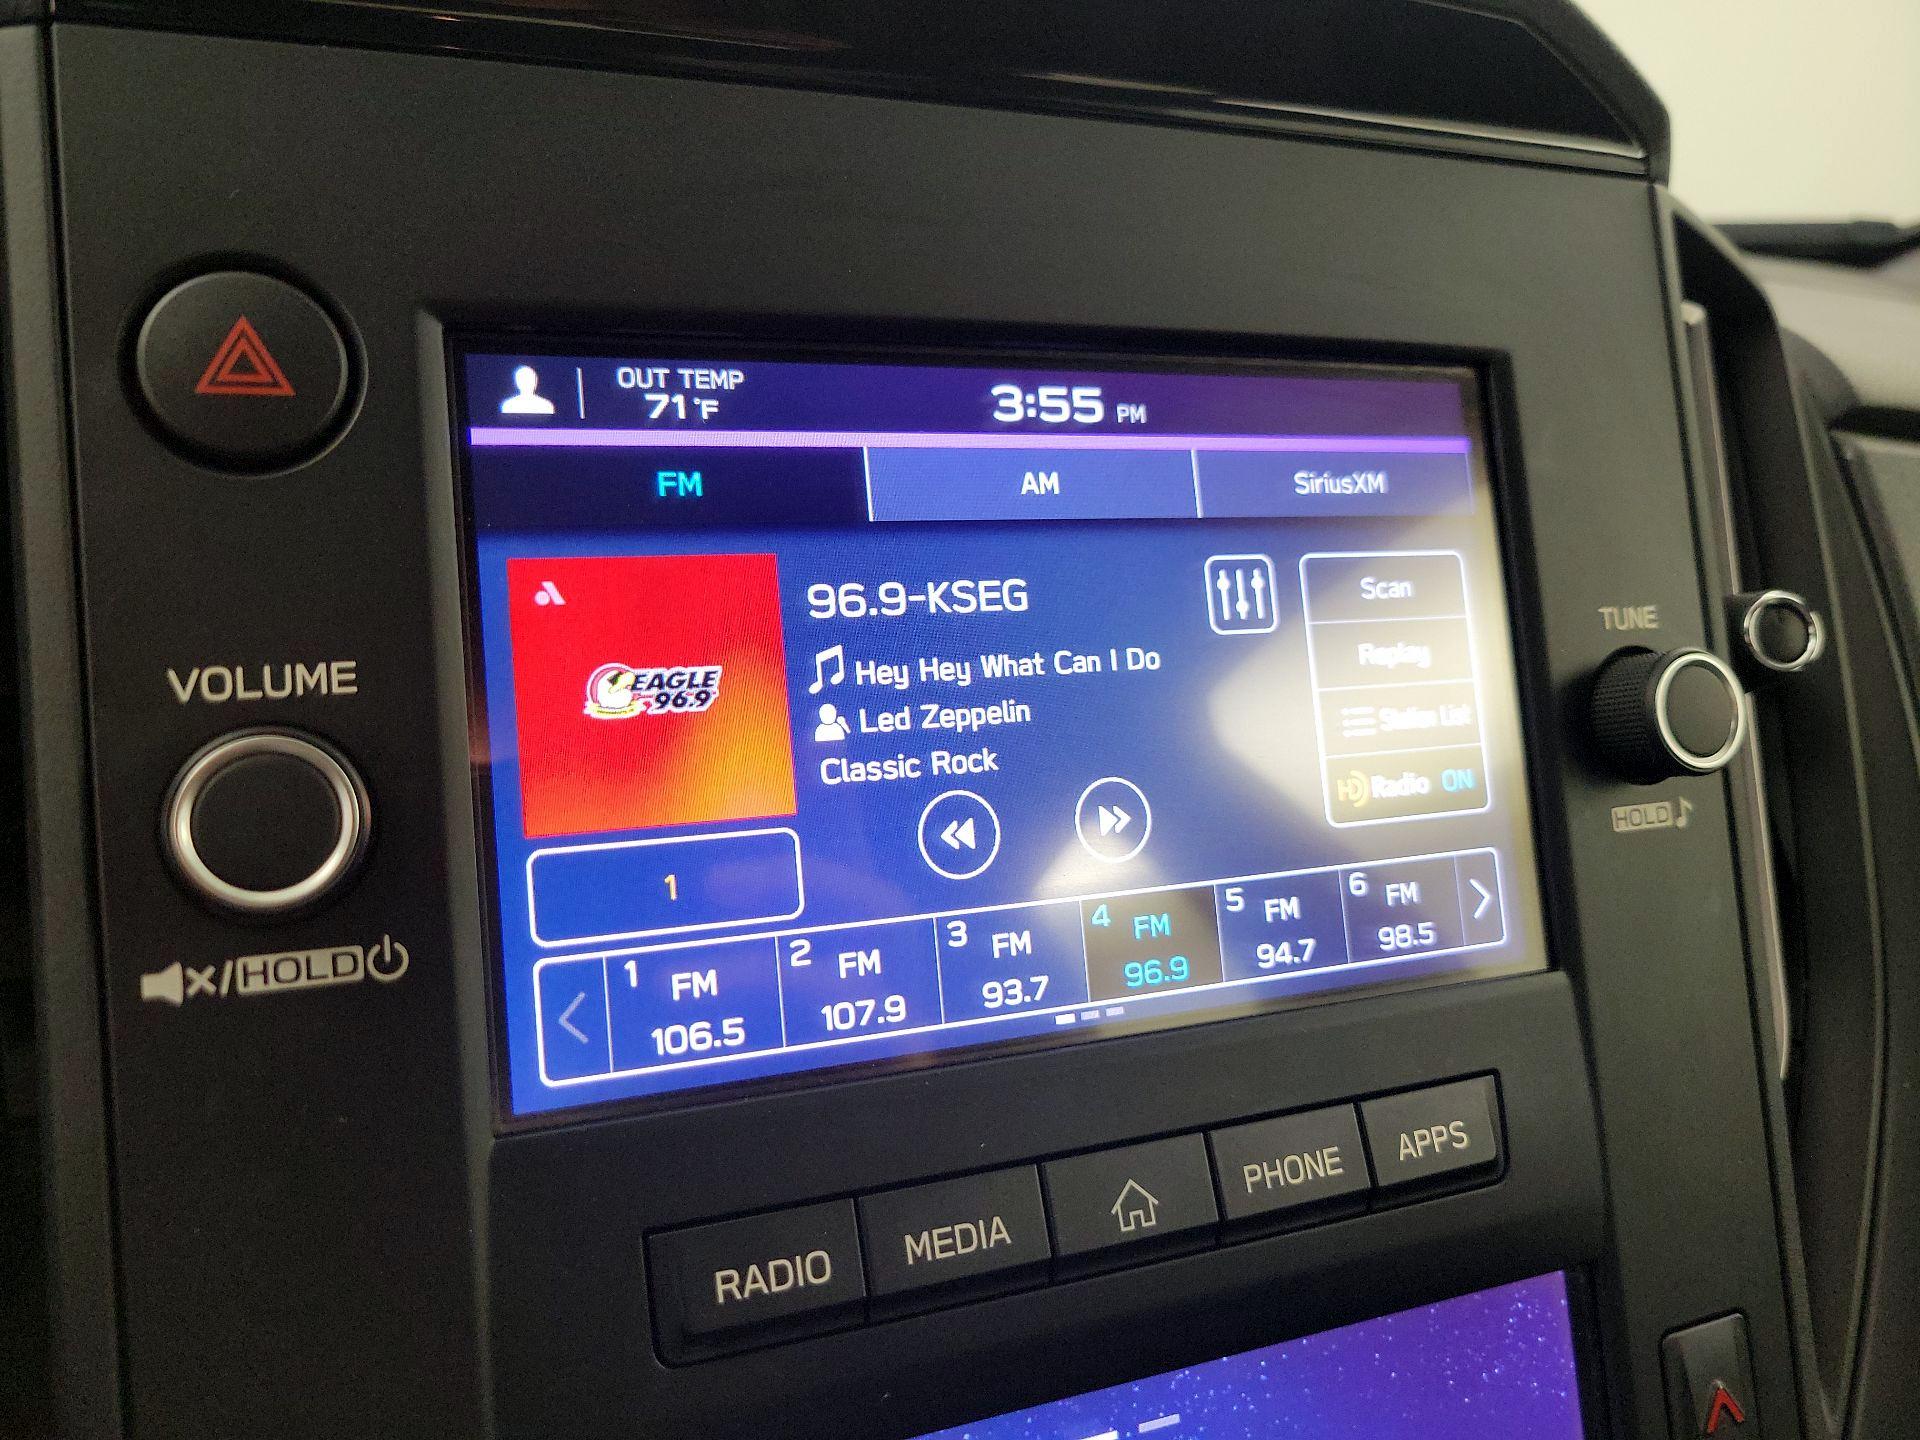 OUT TEMP
71°F
3:55 PM
FM
AM
SiriusXM
EAGLE
96.9
96.9-KSEG
Hey Hey What Can I Do
Led Zeppelin
Classic Rock
Scan
Replay
Station List
HD Radio ON
1
1 FM
106.5
2 FM
107.9
3 FM
93.7
4 FM
96.9
5 FM
94.7
6 FM
98.5
VOLUME
/HOLD
TUNE
HOLD
RADIO
MEDIA
PHONE
APPS